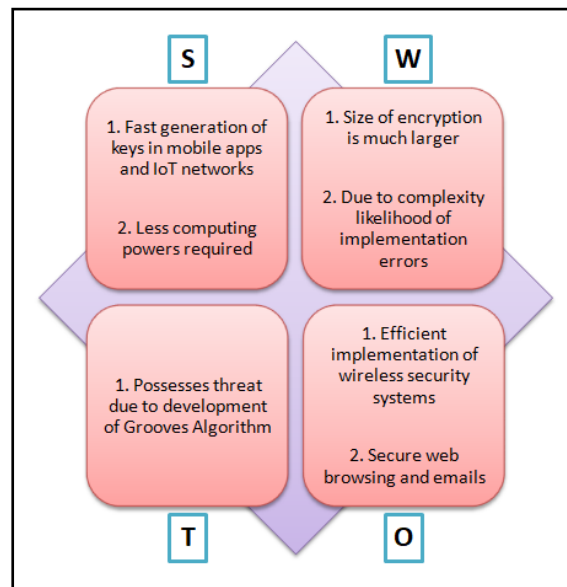 S
W
1. Fast generation of
keys in mobile apps
and IoT networks
2. Less computing
powers required
1. Size of encryption
is much larger
2. Due to complexity
likelihood of
implementation
errors
1. Possesses threat
due to development
of Grooves Algorithm
1. Efficient
implementation of
wireless security
systems
2. Secure web
browsing and emails
T
O